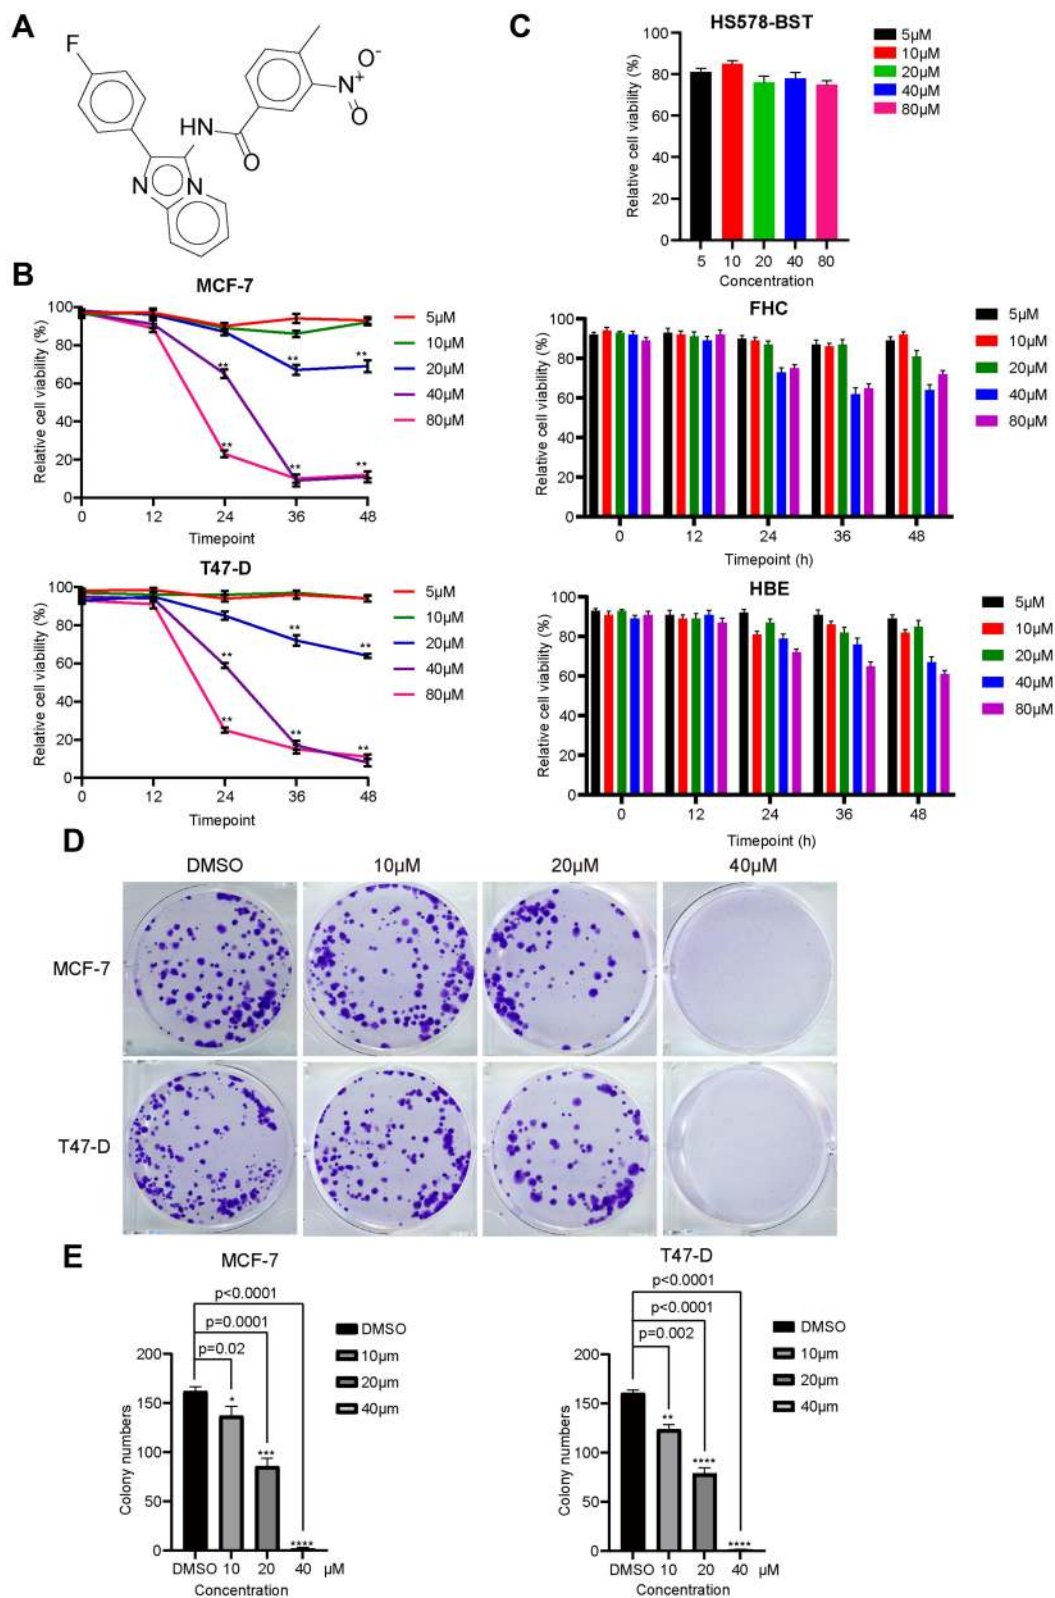 A
F
O-
N+
O
HN
O
N
N
B
MCF-7
Relative cell viability (%)
100
80
60
40
20
0
**
**
**
**
**
**
0 12 24 36 48
Timepoint
5μM
10μM
20μM
40μM
80μM
T47-D
Relative cell viability (%)
100
80
60
40
20
0
**
**
**
**
**
**
0 12 24 36 48
Timepoint
5μM
10μM
20μM
40μM
80μM
C
HS578-BST
Relative cell viability (%)
100
80
60
40
20
0
5 10 20 40 80
Concentration
5μM
10μM
20μM
40μM
80μM
FHC
Relative cell viability (%)
100
80
60
40
20
0
0 12 24 36 48
Timepoint (h)
5μM
10μM
20μM
40μM
80μM
HBE
Relative cell viability (%)
100
80
60
40
20
0
0 12 24 36 48
Timepoint (h)
5μM
10μM
20μM
40μM
80μM
D
DMSO 10μM 20μM 40μM
MCF-7
T47-D
E
MCF-7
p<0.0001
p=0.0001
p=0.02
Colony numbers
200
150
100
50
0
*
***
****
DMSO 10 20 40 μM
Concentration
DMSO
10μm
20μm
40μm
T47-D
p<0.0001
p<0.0001
p=0.002
Colony numbers
200
150
100
50
0
**
****
****
DMSO 10 20 40 μM
Concentration
DMSO
10μm
20μm
40μm